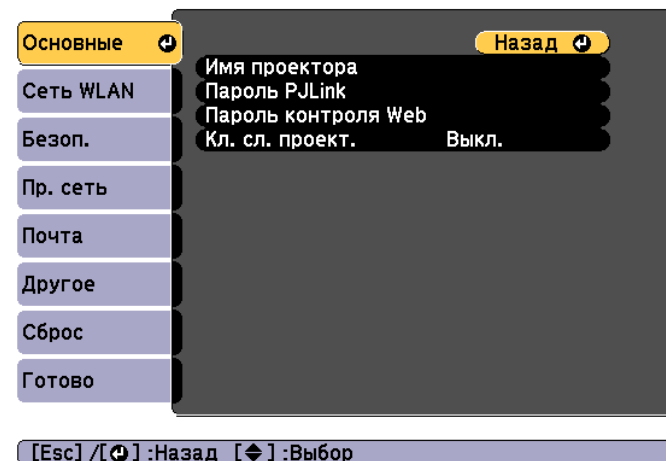 Основные
Назад
Имя проектора
Сеть WLAN
Пароль PJLink
Пароль контроля Web
Безоп.
Кл. сл. проект. Выкл.
Пр. сеть
Почта
Другое
Сброс
Готово
[Esc] /[ ] :Назад [ ] :Выбор